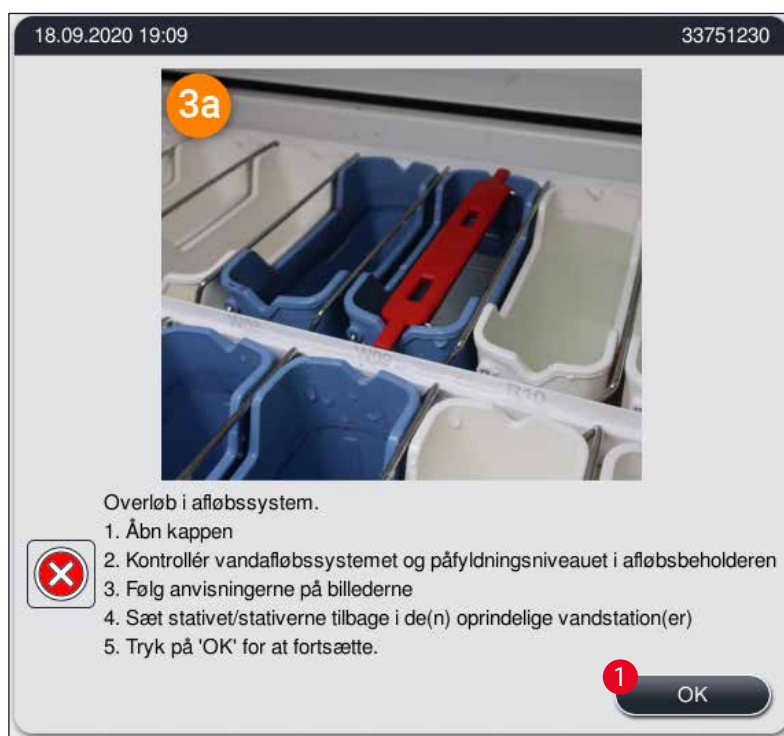 18.09.2020 19:09 33751230
3a
R10
Overløb i afløbssystem.
1. Åbn kappen
2. Kontrollér vandafløbssystemet og påfyldningsniveauet i afløbsbeholderen
3. Følg anvisningerne på billederne
4. Sæt stativet/stativerne tilbage i de(n) oprindelige vandstation(er)
5. Tryk på 'OK' for at fortsætte.
1
OK